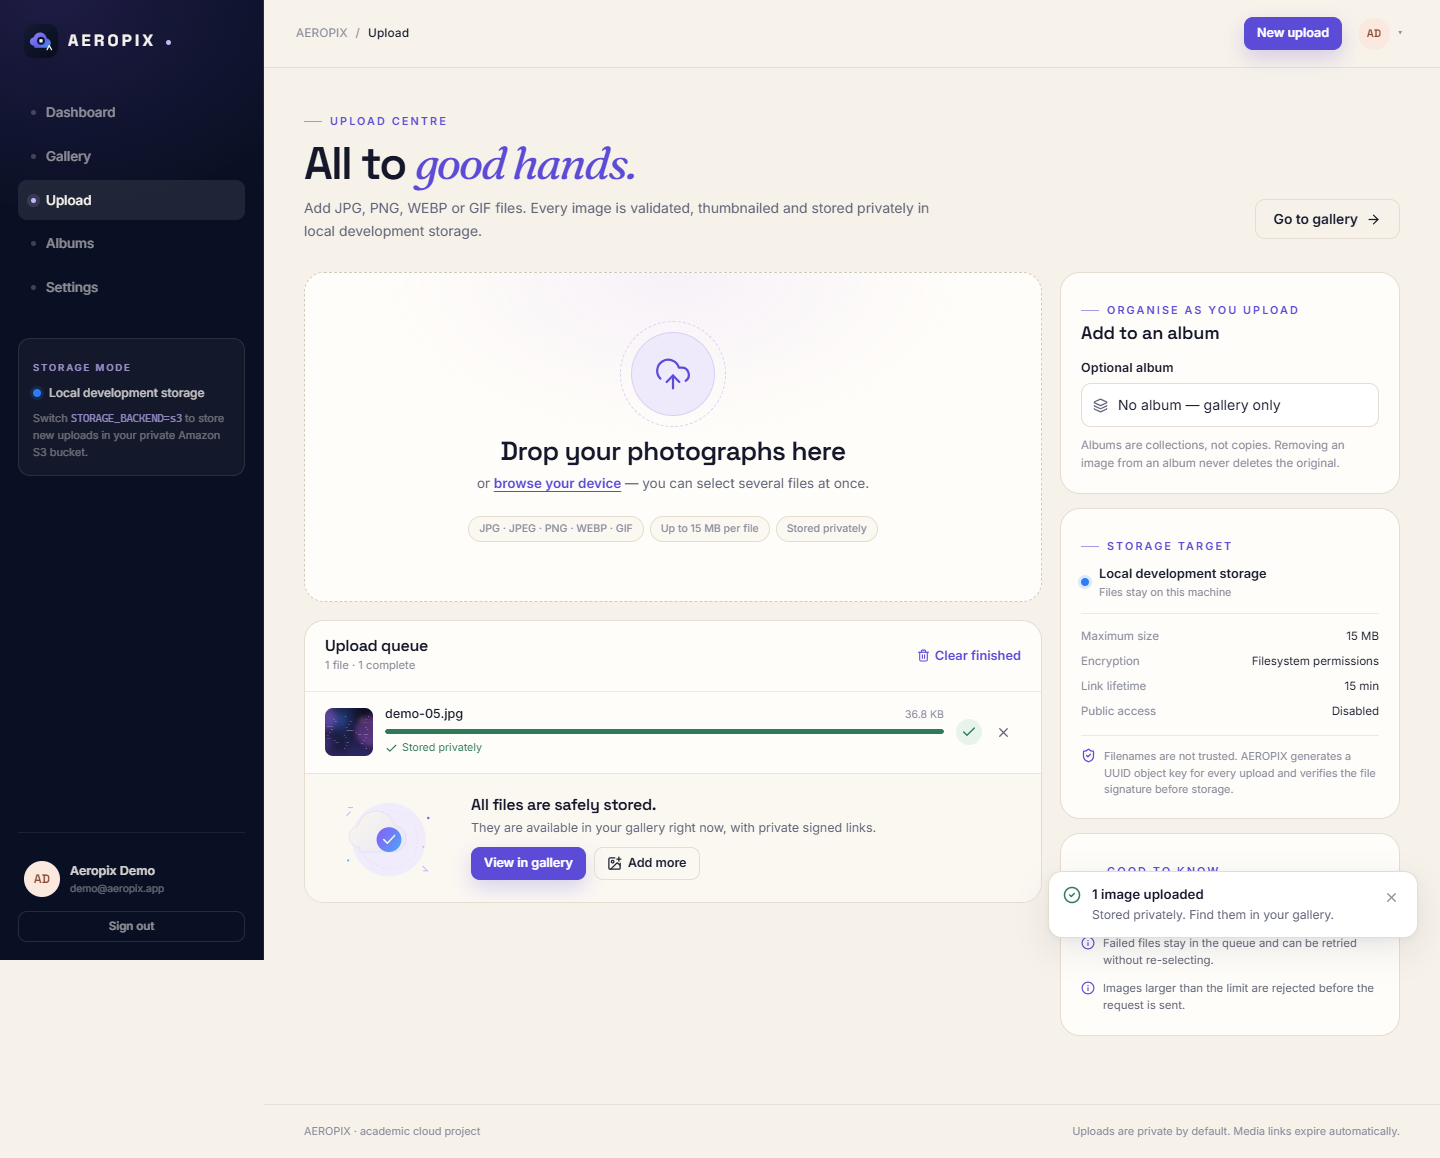 AEROPIX
Dashboard
Gallery
Upload
Albums
Settings
STORAGE MODE
Local development storage
Switch STORAGE_BACKEND=s3 to store
new uploads in your private Amazon
S3 bucket.
AD
Aeropix Demo
demo@aeropix.app
Sign out
AEROPIX / Upload
New upload
AD
UPLOAD CENTRE
All to good hands.
Add JPG, PNG, WEBP or GIF files. Every image is validated, thumbnailed and stored privately in
local development storage.
Go to gallery
Drop your photographs here
or browse your device — you can select several files at once.
JPG · JPEG · PNG · WEBP · GIF
Up to 15 MB per file
Stored privately
Upload queue
1 file · 1 complete
Clear finished
demo-05.jpg
36.8 KB
Stored privately
All files are safely stored.
They are available in your gallery right now, with private signed links.
View in gallery
Add more
ORGANISE AS YOU UPLOAD
Add to an album
Optional album
No album — gallery only
Albums are collections, not copies. Removing an
image from an album never deletes the original.
STORAGE TARGET
Local development storage
Files stay on this machine
Maximum size 15 MB
Encryption Filesystem permissions
Link lifetime 15 min
Public access Disabled
Filenames are not trusted. AEROPIX generates a
UUID object key for every upload and verifies the file
signature before storage.
GOOD TO KNOW
1 image uploaded
Stored privately. Find them in your gallery.
Failed files stay in the queue and can be retried
without re-selecting.
Images larger than the limit are rejected before the
request is sent.
AEROPIX · academic cloud project
Uploads are private by default. Media links expire automatically.